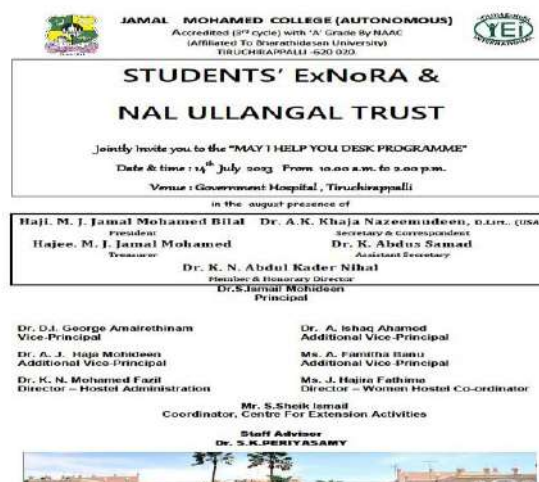 JAMAL MOHAMED COLLEGE (AUTONOMOUS)
Accredited (3rd cycle) with 'A' Grade By NAAC
(Affiliated To Bharathidasan University)
TIRUCHIRAPPALLI -620 020.
YEi
STUDENTS' ExNoRA &
NAL ULLANGAL TRUST
Jointly Invite you to the "MAY I HELP YOU DESK PROGRAMME"
Date & time : 14th July 2023 From 10.00 a.m. to 2.00 p.m.
Venue : Government Hospital , Tiruchirappalli
in the august presence of
Haji. M. J. Jamal Mohamed Bilal Dr. A.K. Khaja Nazeemudeen, D.Litt., (USA)
President Secretary & Correspondent
Hajee. M. J. Jamal Mohamed Dr. K. Abdus Samad
Treasurer Assistant Secretary
Dr. K. N. Abdul Kader Nihal
Member & Honorary Director
Dr.S.Ismail Mohideen
Principal
Dr. D.I. George Amalrethinam Dr. A. Ishaq Ahamed
Vice-Principal Additional Vice-Principal
Dr. A. J. Haja Mohideen Ms. A. Famitha Banu
Additional Vice-Principal Additional Vice-Principal
Dr. K. N. Mohamed Fazil Ms. J. Hajira Fathima
Director – Hostel Administration Director – Women Hostel Co-ordinator
Mr. S.Sheik Ismail
Coordinator, Centre For Extension Activities
Staff Advisor
Dr. S.K.PERIYASAMY